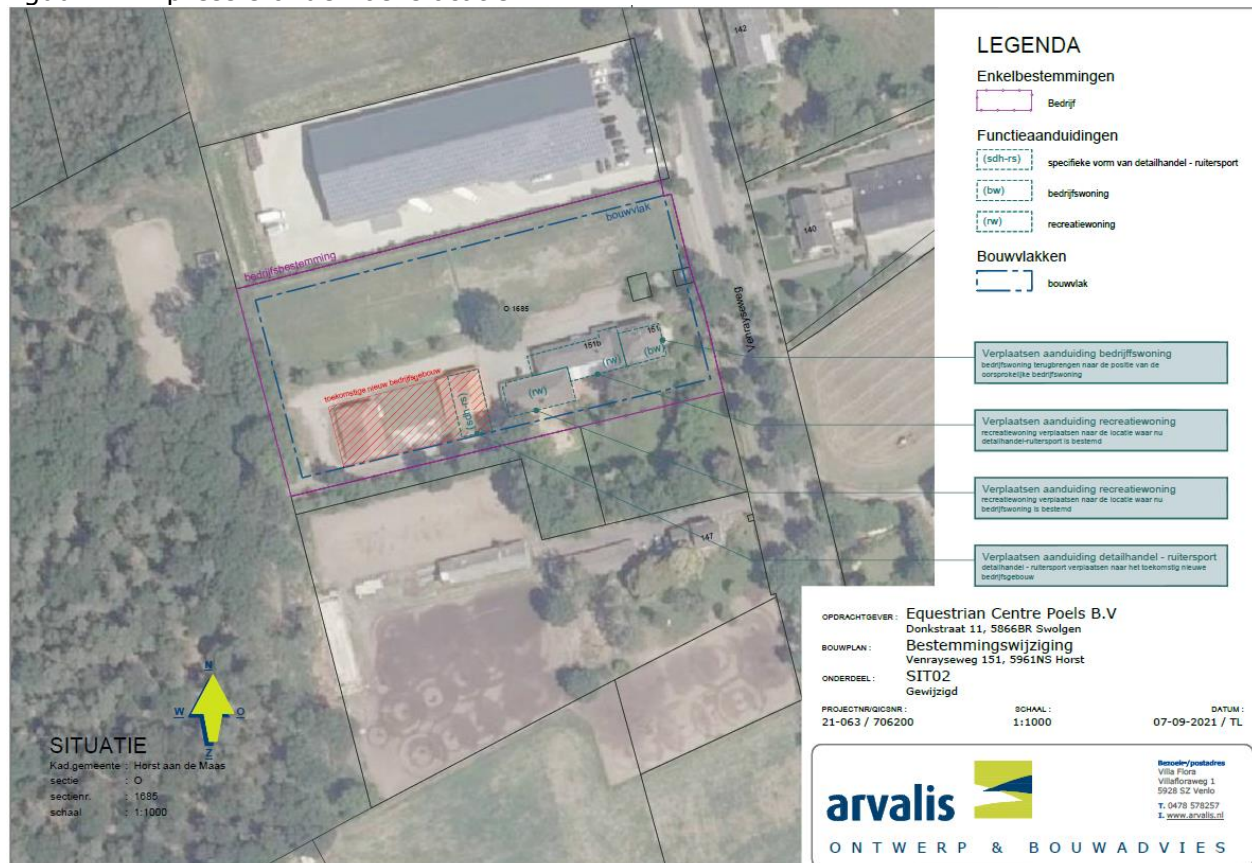 142
bouwvlak
140
bedrijfsbestemming
O 1685
Venrayseweg
151b
151
(rw)
(bw)
toekomstige nieuw bedrijfsgebouw
(rw)
(sdh-rs)
147
N
W O
Z
SITUATIE
Kad.gemeente : Horst aan de Maas
sectie : O
sectienr. : 1685
schaal : 1:1000
LEGENDA
Enkelbestemmingen
Bedrijf
Functieaanduidingen
(sdh-rs) specifieke vorm van detailhandel - ruitersport
(bw) bedrijfswoning
(rw) recreatiewoning
Bouwvlakken
bouwvlak
Verplaatsen aanduiding bedrijffswoning
bedrijfswoning terugbrengen naar de positie van de
oorsprokelijke bedrijfswoning
Verplaatsen aanduiding recreatiewoning
recreatiewoning verplaatsen naar de locatie waar nu
detailhandel-ruitersport is bestemd
Verplaatsen aanduiding recreatiewoning
recreatiewoning verplaatsen naar de locatie waar nu
bedrijfswoning is bestemd
Verplaatsen aanduiding detailhandel - ruitersport
detailhandel - ruitersport verplaatsen naar het toekomstig nieuwe
bedrijfsgebouw
OPDRACHTGEVER : Equestrian Centre Poels B.V
Donkstraat 11, 5866BR Swolgen
BOUWPLAN : Bestemmingswijziging
Venrayseweg 151, 5961NS Horst
ONDERDEEL : SIT02
Gewijzigd
PROJECTNR/QICSNR : SCHAAL : DATUM :
21-063 / 706200 1:1000 07-09-2021 / TL
arvalis
Bezoek-/postadres
Villa Flora
Villafloraweg 1
5928 SZ Venlo
T. 0478 578257
I. www.arvalis.nl
ONTWERP & BOUWADVIES